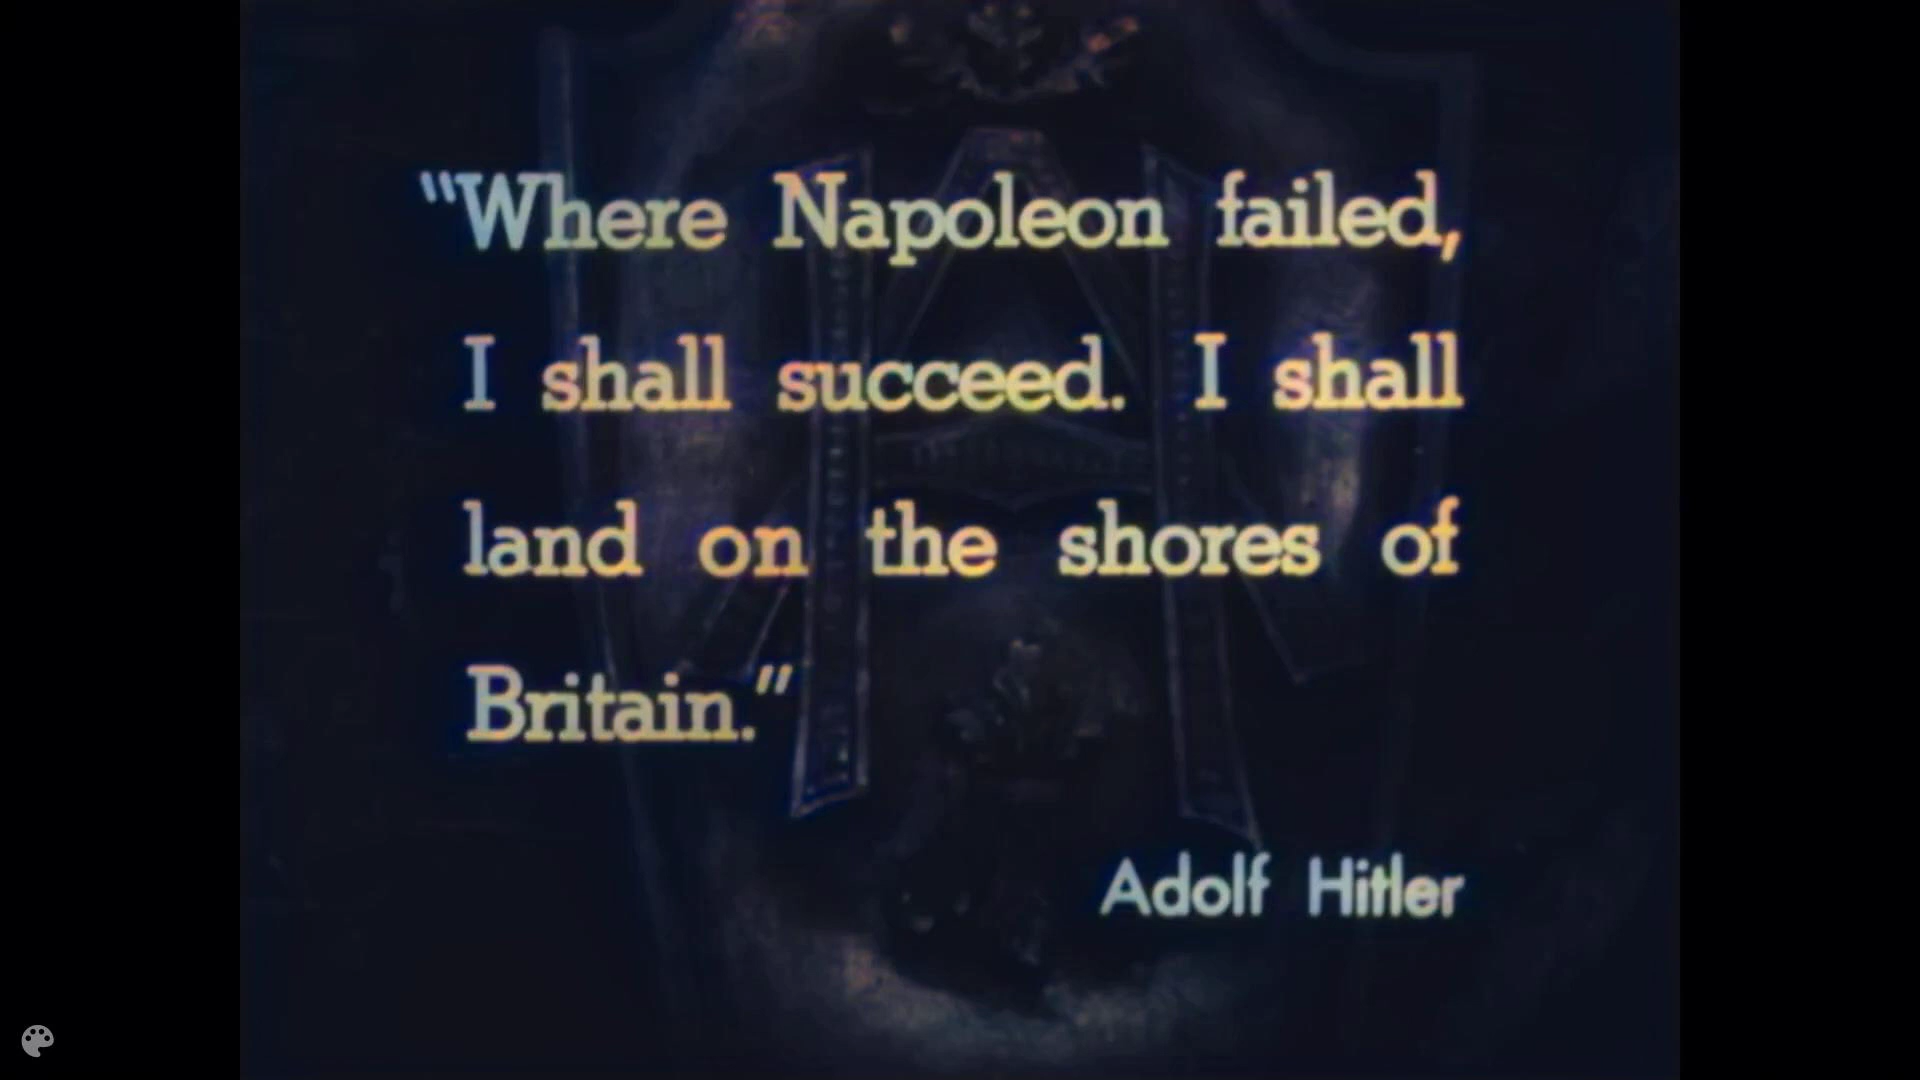 “Where Napoleon failed,
I shall succeed. I shall
land on the shores of
Britain.”
Adolf Hitler